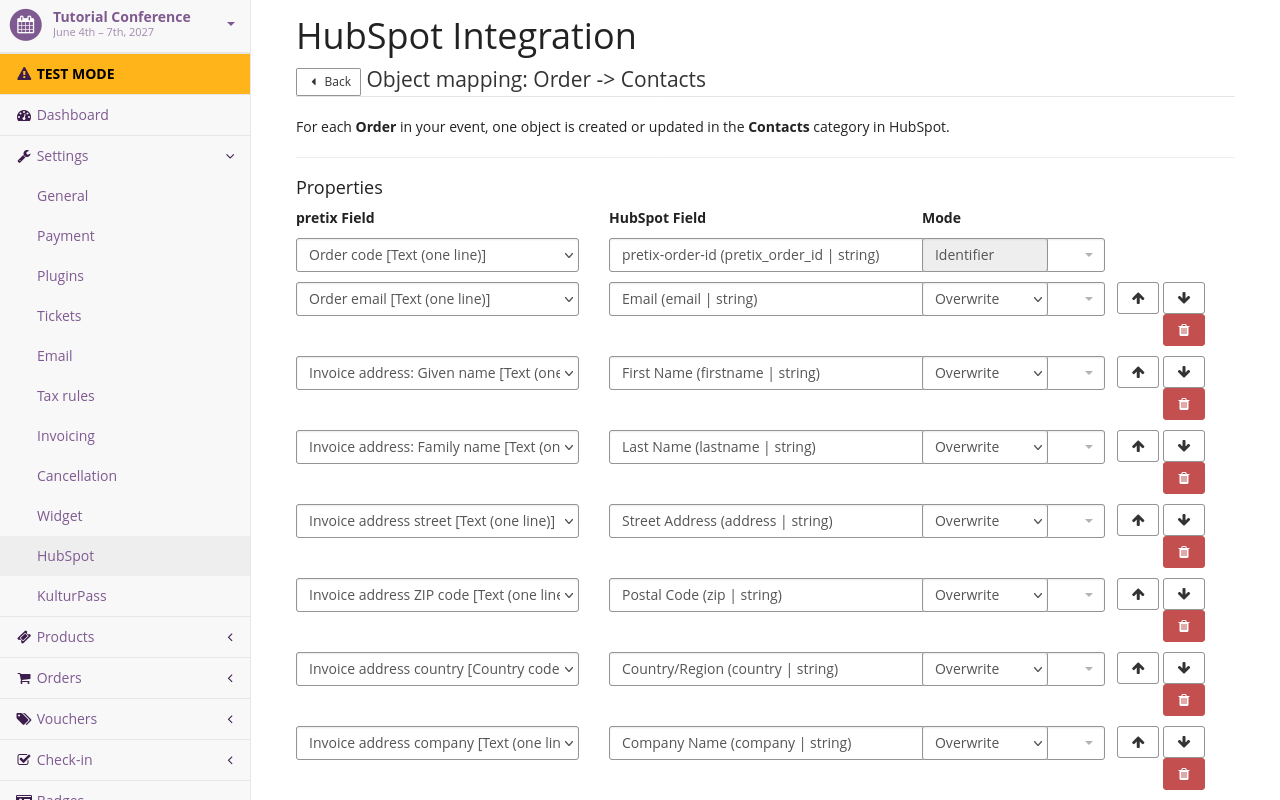 Tutorial Conference
June 4th – 7th, 2027
TEST MODE
Dashboard
Settings
General
Payment
Plugins
Tickets
Email
Tax rules
Invoicing
Cancellation
Widget
HubSpot
KulturPass
Products
Orders
Vouchers
Check-in
Badges
HubSpot Integration
Back Object mapping: Order -> Contacts
For each Order in your event, one object is created or updated in the Contacts category in HubSpot.
Properties
pretix Field HubSpot Field Mode
Order code [Text (one line)] pretix-order-id (pretix_order_id | string) Identifier
Order email [Text (one line)] Email (email | string) Overwrite
Invoice address: Given name [Text (one First Name (firstname | string) Overwrite
Invoice address: Family name [Text (on Last Name (lastname | string) Overwrite
Invoice address street [Text (one line)] Street Address (address | string) Overwrite
Invoice address ZIP code [Text (one line Postal Code (zip | string) Overwrite
Invoice address country [Country code Country/Region (country | string) Overwrite
Invoice address company [Text (one lin Company Name (company | string) Overwrite